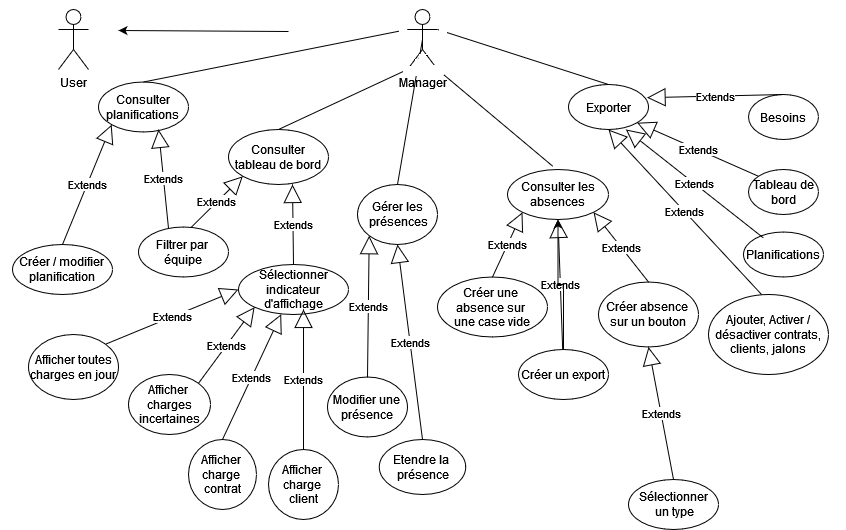 User
Manager
Consulter
planifications
Exporter
Extends
Besoins
Consulter
tableau de bord
Extends
Tableau de
bord
Extends
Extends
Extends
Extends
Consulter les
absences
Gérer les
présences
Extends
Extends
Extends
Créer / modifier
planification
Filtrer par
équipe
Extends
Extends
Planifications
Sélectionner
indicateur
d'affichage
Extends
Créer une
absence sur
une case vide
Créer absence
sur un bouton
Ajouter, Activer /
désactiver contrats,
clients, jalons
Extends
Extends
Extends
Extends
Afficher toutes
charges en jour
Extends
Extends
Créer un export
Afficher
charges
incertaines
Modifier une
présence
Extends
Afficher
charge
contrat
Afficher
charge
client
Etendre la
présence
Sélectionner
un type